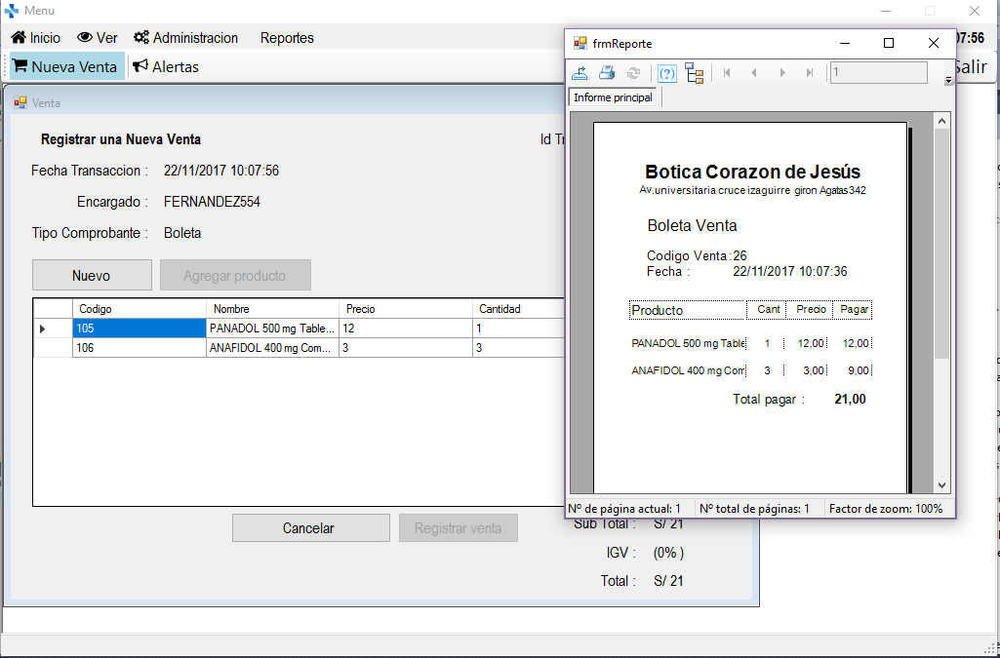 Menu
Inicio Ver Administracion Reportes 07:56
Nueva Venta Alertas Salir
Venta
Registrar una Nueva Venta Id Tr
Fecha Transaccion : 22/11/2017 10:07:56
Encargado : FERNANDEZ554
Tipo Comprobante : Boleta
Nuevo Agregar producto
Codigo Nombre Precio Cantidad
105 PANADOL 500 mg Table... 12 1
106 ANAFIDOL 400 mg Com... 3 3
Cancelar Registrar venta
Sub Total : S/ 21
IGV : (0% )
Total : S/ 21
frmReporte
1
Informe principal
Botica Corazon de Jesús
Av.universitaria cruce izaguirre giron Agatas 342
Boleta Venta
Codigo Venta : 26
Fecha : 22/11/2017 10:07:36
Producto Cant Precio Pagar
PANADOL 500 mg Table 1 12,00 12,00
ANAFIDOL 400 mg Com 3 3,00 9,00
Total pagar : 21,00
Nº de página actual: 1 Nº total de páginas: 1 Factor de zoom: 100%